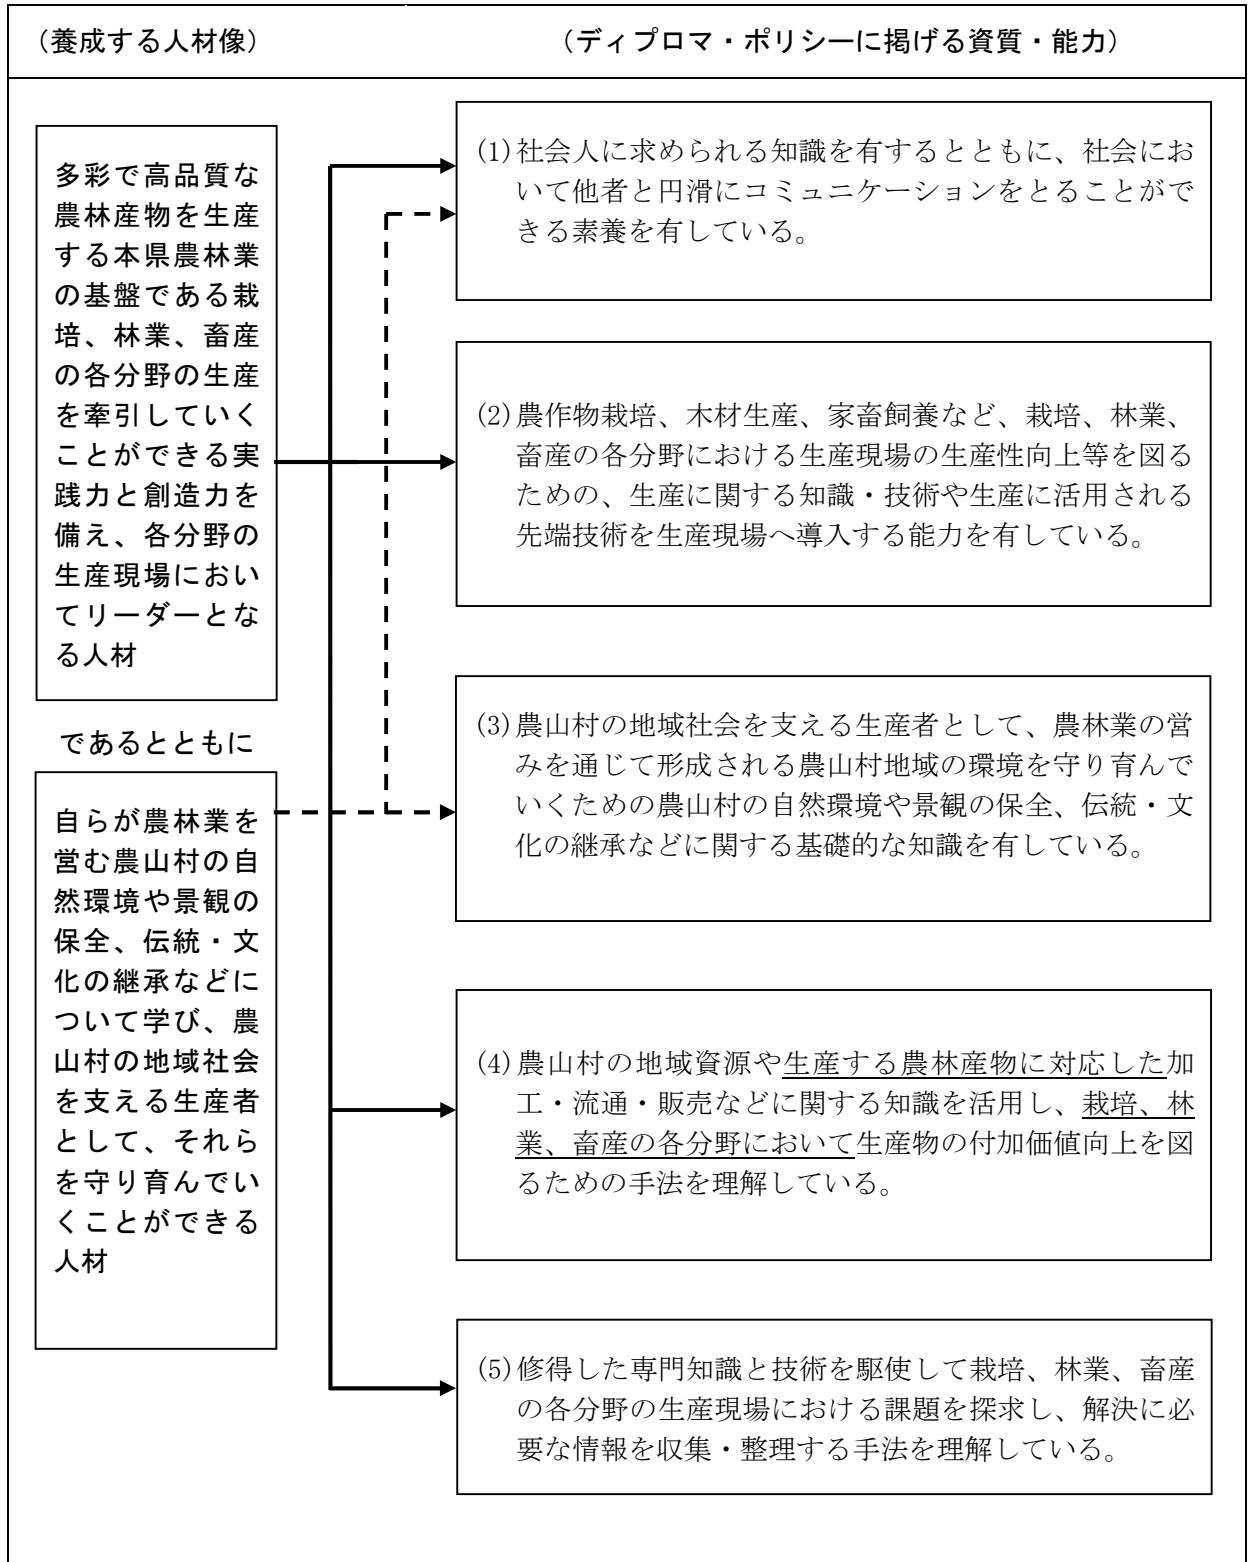 （養成する人材像）
（ディプロマ・ポリシーに掲げる資質・能力）
多彩で高品質な
農林産物を生産
する本県農林業
の基盤である栽
培、林業、畜産
の各分野の生産
を牽引していく
ことができる実
践力と創造力を
備え、各分野の
生産現場におい
てリーダーとな
る人材
であるとともに
自らが農林業を
営む農山村の自
然環境や景観の
保全、伝統・文
化の継承などに
ついて学び、農
山村の地域社会
を支える生産者
として、それら
を守り育んでい
くことができる
人材
(1)社会人に求められる知識を有するとともに、社会にお
いて他者と円滑にコミュニケーションをとることがで
きる素養を有している。
(2)農作物栽培、木材生産、家畜飼養など、栽培、林業、
畜産の各分野における生産現場の生産性向上等を図る
ための、生産に関する知識・技術や生産に活用される
先端技術を生産現場へ導入する能力を有している。
(3)農山村の地域社会を支える生産者として、農林業の営
みを通じて形成される農山村地域の環境を守り育んで
いくための農山村の自然環境や景観の保全、伝統・文
化の継承などに関する基礎的な知識を有している。
(4)農山村の地域資源や生産する農林産物に対応した加
工・流通・販売などに関する知識を活用し、栽培、林
業、畜産の各分野において生産物の付加価値向上を図
るための手法を理解している。
(5)修得した専門知識と技術を駆使して栽培、林業、畜産
の各分野の生産現場における課題を探求し、解決に必
要な情報を収集・整理する手法を理解している。